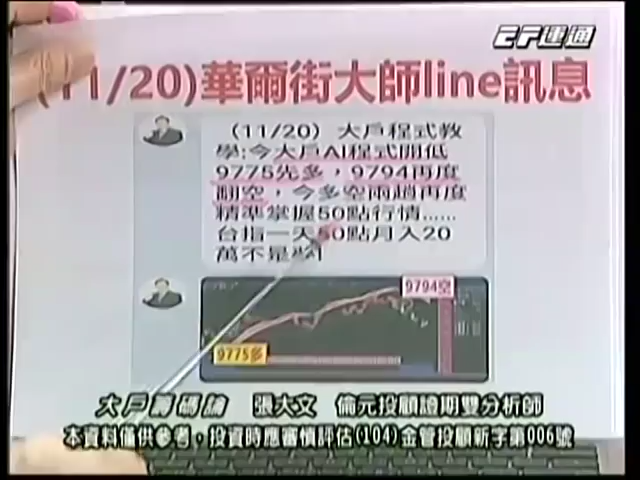 EF運通
(11/20)華爾街大師line訊息
(11/20) 大戶程式教
學:今大戶AI程式開低
9775先多，9794再度
翻空，今多空兩趟再度
精準掌握50點行情......
台指一天50點月入20
萬不是夢!
9794空
9775多
大戶籌碼論 張大文 倫元投顧證期雙分析師
本資料僅供參考，投資時應審慎評估(104)金管投顧新字第006號